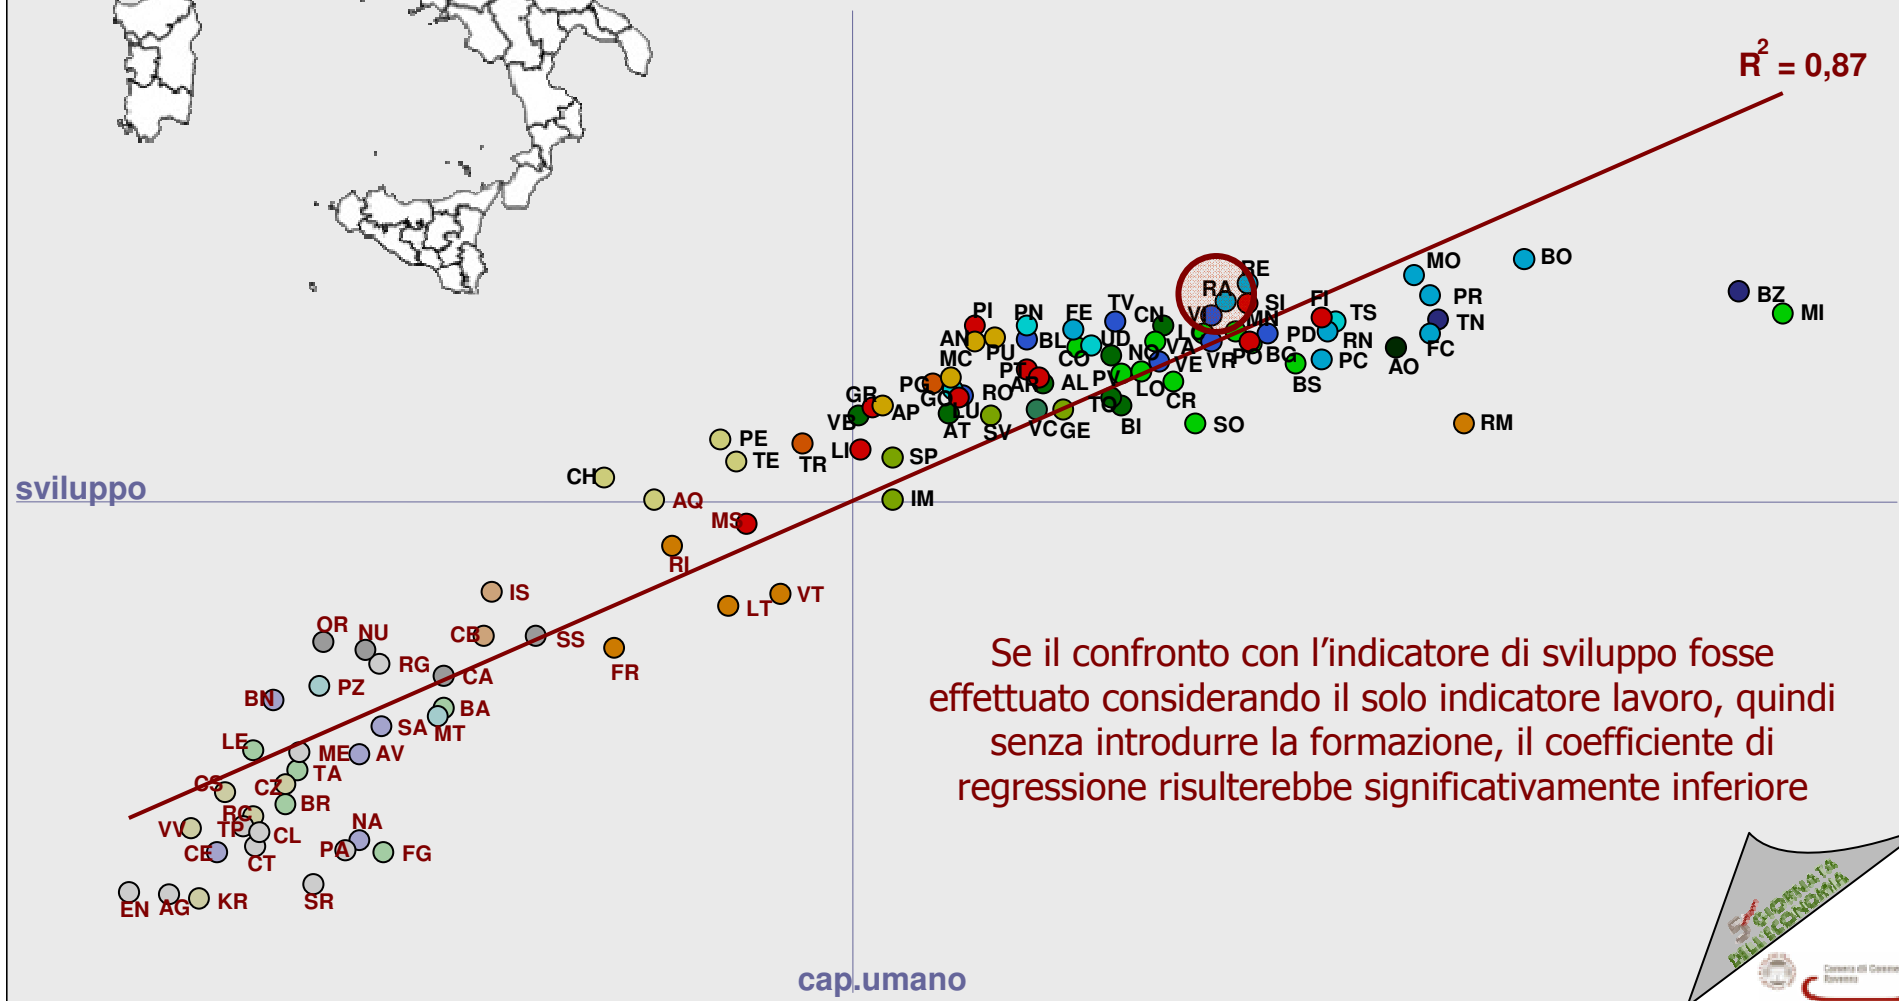 R² = 0,87
BO
MO
RE
BZ
PR
RA
MI
TV
FI
SI
TS
PI
PN
FE
CN
TN
MN
AN
PU
BL
UD
L
PD
RN
FC
CO
NO
VA
VR
PO
BG
PC
AO
MC
VE
BS
PT
PG
AR
AL
PV
LO
GR
GO
RO
CR
AP
LU
TO
VB
AT
SV
VC
GE
BI
SO
RM
PE
TR
LI
SP
TE
CH
sviluppo
AQ
IM
MS
RI
IS
LT
VT
OR
NU
CB
SS
RG
CA
FR
PZ
BN
BA
SA
MT
LE
ME
AV
TA
CS
CZ
BR
RC
VV
TP
CL
NA
CE
CT
PA
FG
EN
AG
KR
SR
Se il confronto con l’indicatore di sviluppo fosse
effettuato considerando il solo indicatore lavoro, quindi
senza introdurre la formazione, il coefficiente di
regressione risulterebbe significativamente inferiore
cap.umano
GIORNATA
DELL'ECONOMIA
Ravenna